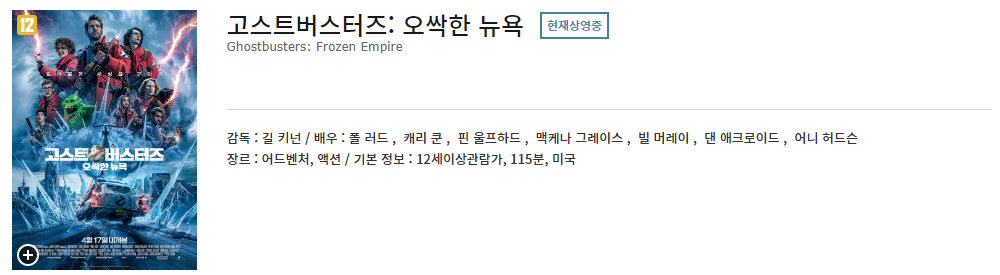 12
고스트버스터즈: 오싹한 뉴욕 현재상영중
Ghostbusters: Frozen Empire
감독 : 길 키넌 / 배우 : 폴 러드 , 캐리 쿤 , 핀 울프하드 , 맥케나 그레이스 , 빌 머레이 , 댄 애크로이드 , 어니 허드슨
장르 : 어드벤처, 액션 / 기본 정보 : 12세이상관람가, 115분, 미국
고스트버스터즈
오싹한 뉴욕
4월 17일 대개봉